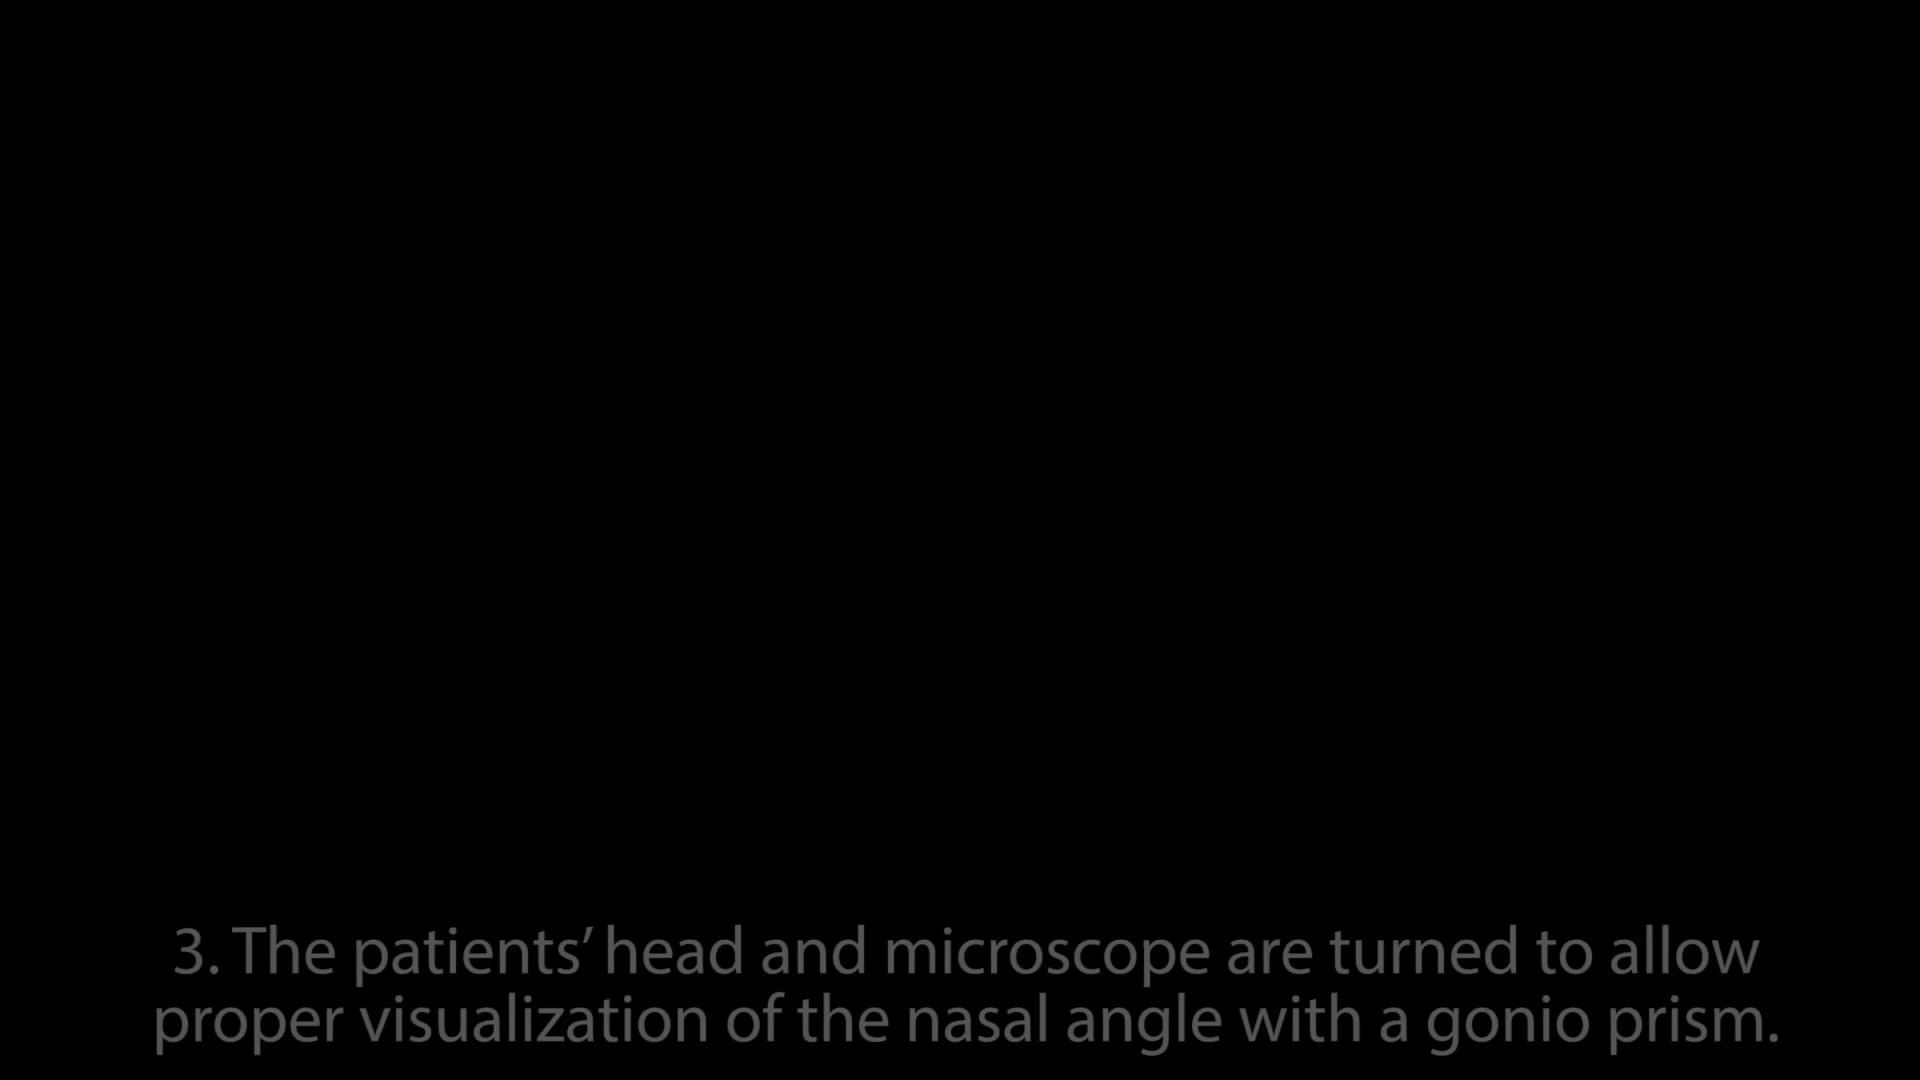 3. The patients’ head and microscope are turned to allow
proper visualization of the nasal angle with a gonio prism.